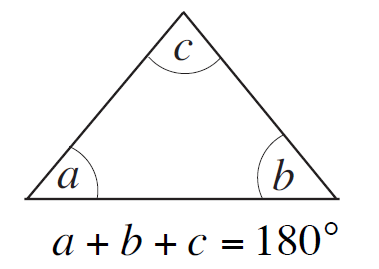 c
a
b
a + b + c = 180°